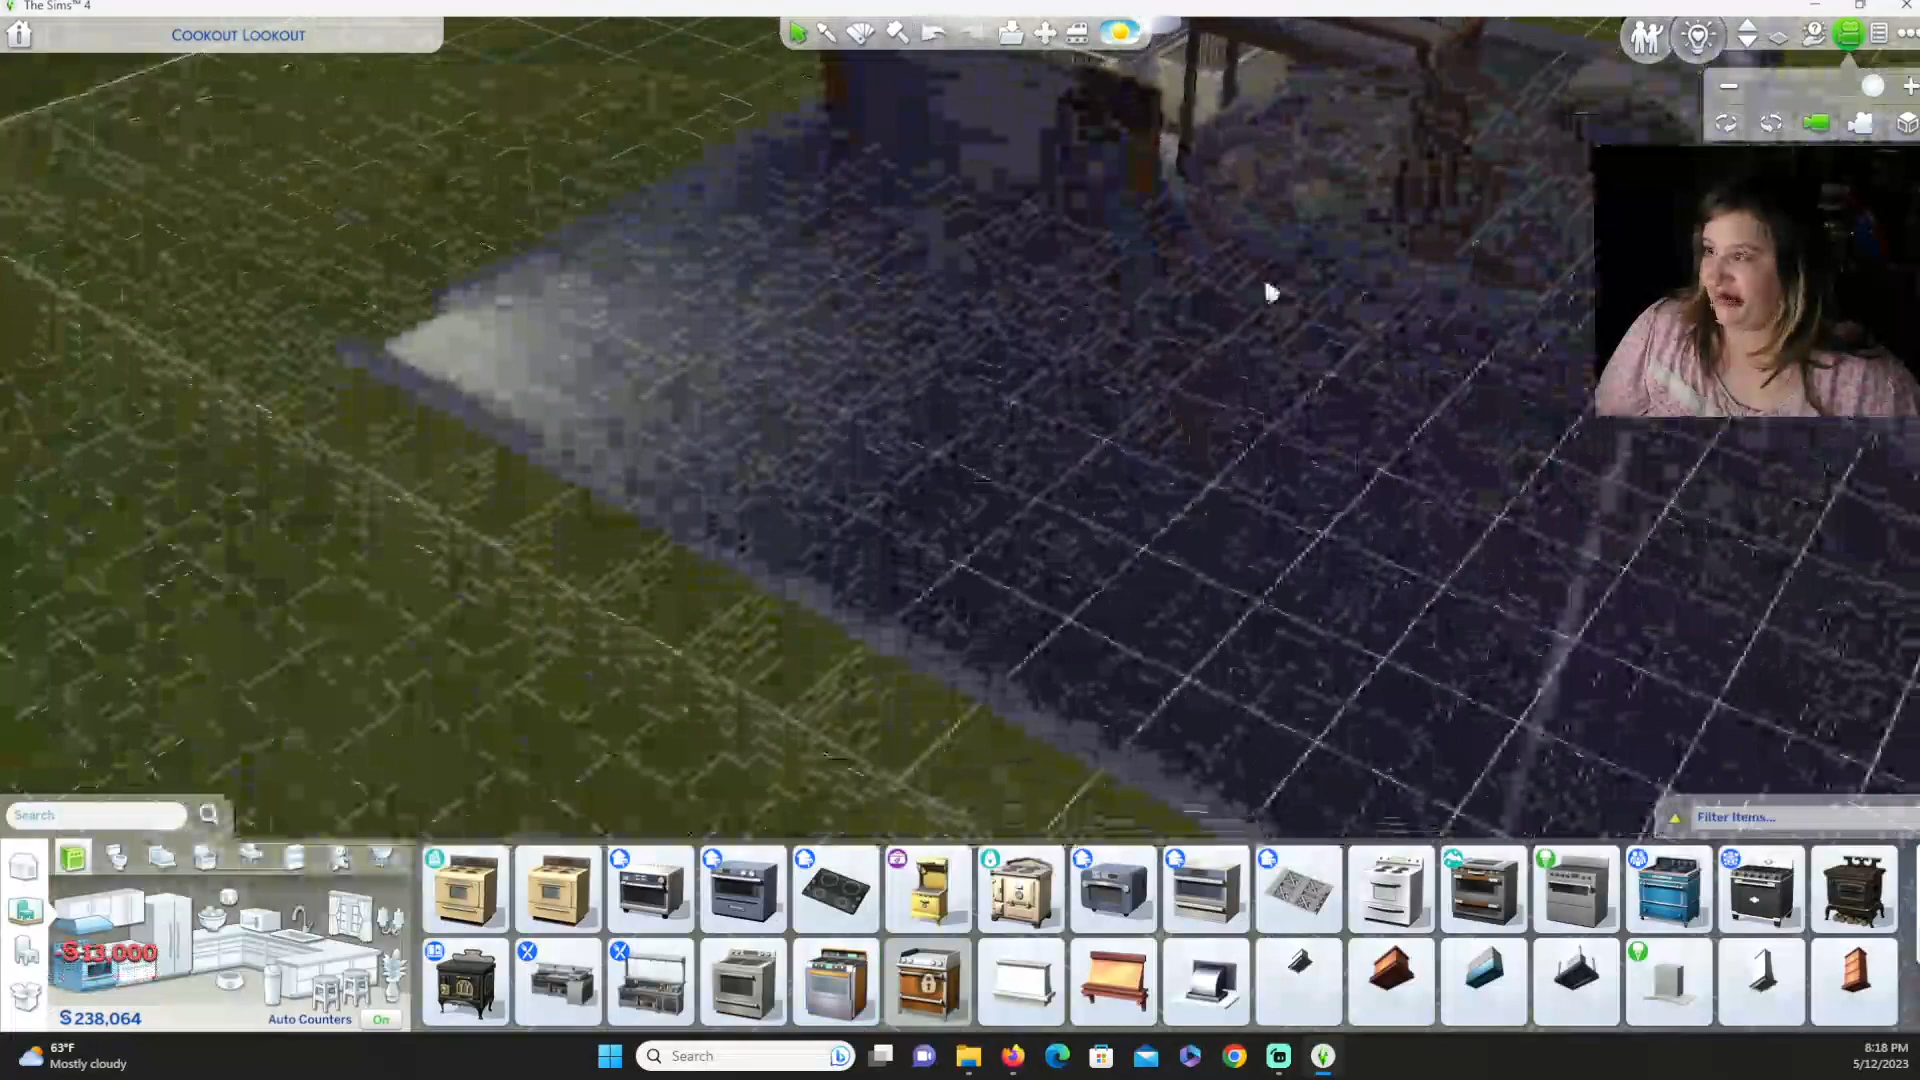 The Sims™ 4
Cookout Lookout
Search
Filter Items...
-§13,000
§238,064
Auto Counters
On
63°F
Mostly cloudy
Search
8:18 PM
5/12/2023